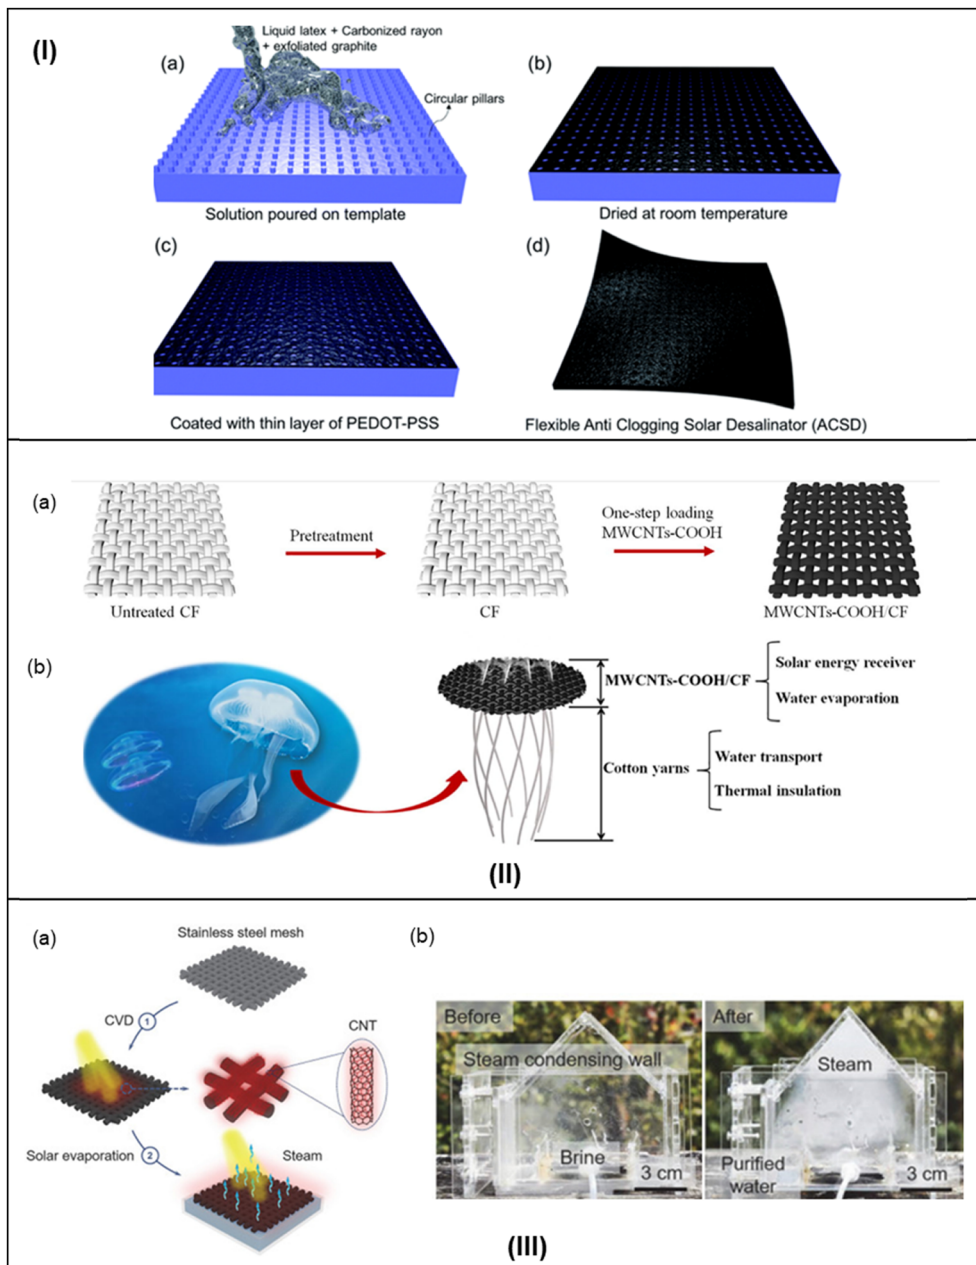 (I)
Liquid latex + Carbonized rayon
+ exfoliated graphite
(a)
(b)
Circular pillars
Solution poured on template
Dried at room temperature
(c)
(d)
Coated with thin layer of PEDOT-PSS
Flexible Anti Clogging Solar Desalinator (ACSD)
(a)
Pretreatment
One-step loading
MWCNTs-COOH
Untreated CF
CF
MWCNTs-COOH/CF
(b)
MWCNTs-COOH/CF
Solar energy receiver
Water evaporation
Cotton yarns
Water transport
Thermal insulation
(II)
(a)
Stainless steel mesh
CVD
1
CNT
Solar evaporation
2
Steam
(b)
Before
Steam condensing wall
Brine
3 cm
After
Steam
Purified
water
3 cm
(III)